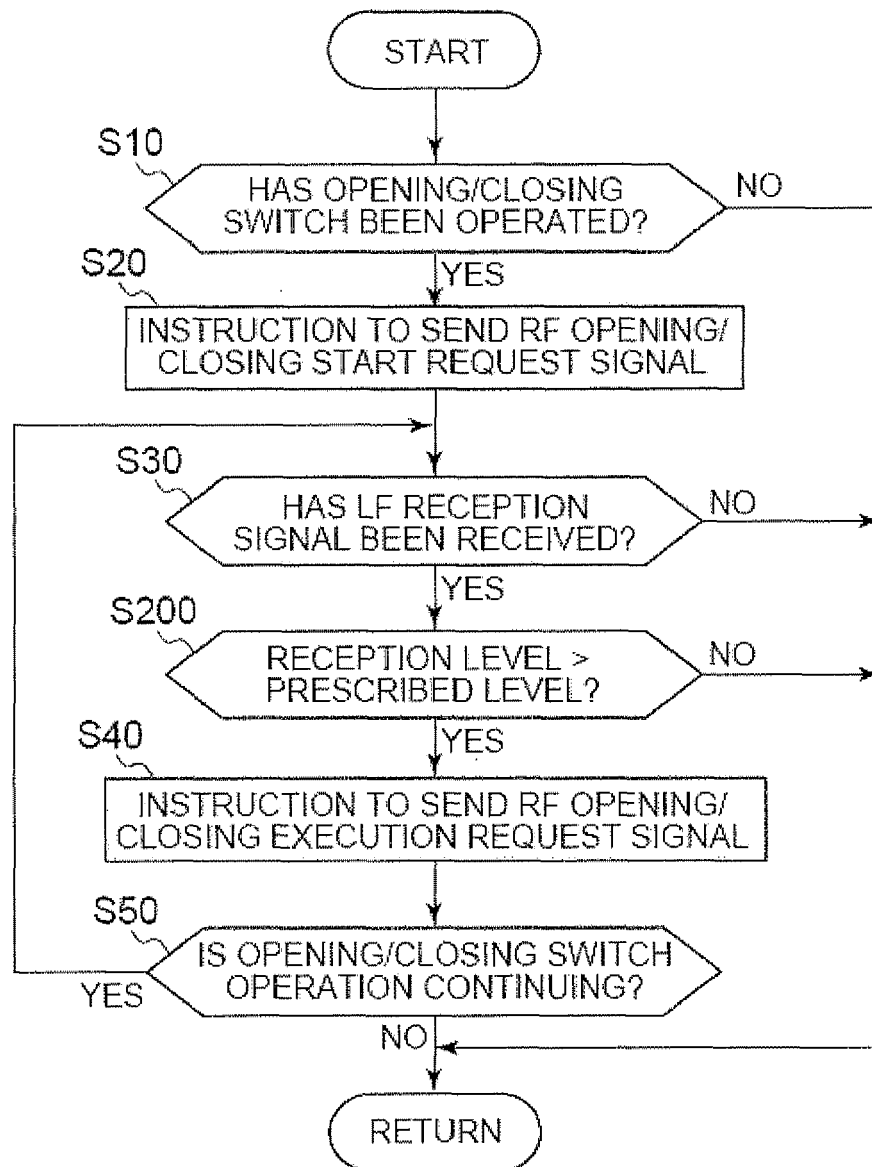 START
S10
HAS OPENING/CLOSING
SWITCH BEEN OPERATED?
NO
YES
S20
INSTRUCTION TO SEND RF OPENING/
CLOSING START REQUEST SIGNAL
S30
HAS LF RECEPTION
SIGNAL BEEN RECEIVED?
NO
YES
S200
RECEPTION LEVEL >
PRESCRIBED LEVEL?
NO
YES
S40
INSTRUCTION TO SEND RF OPENING/
CLOSING EXECUTION REQUEST SIGNAL
S50
IS OPENING/CLOSING SWITCH
OPERATION CONTINUING?
YES
NO
RETURN